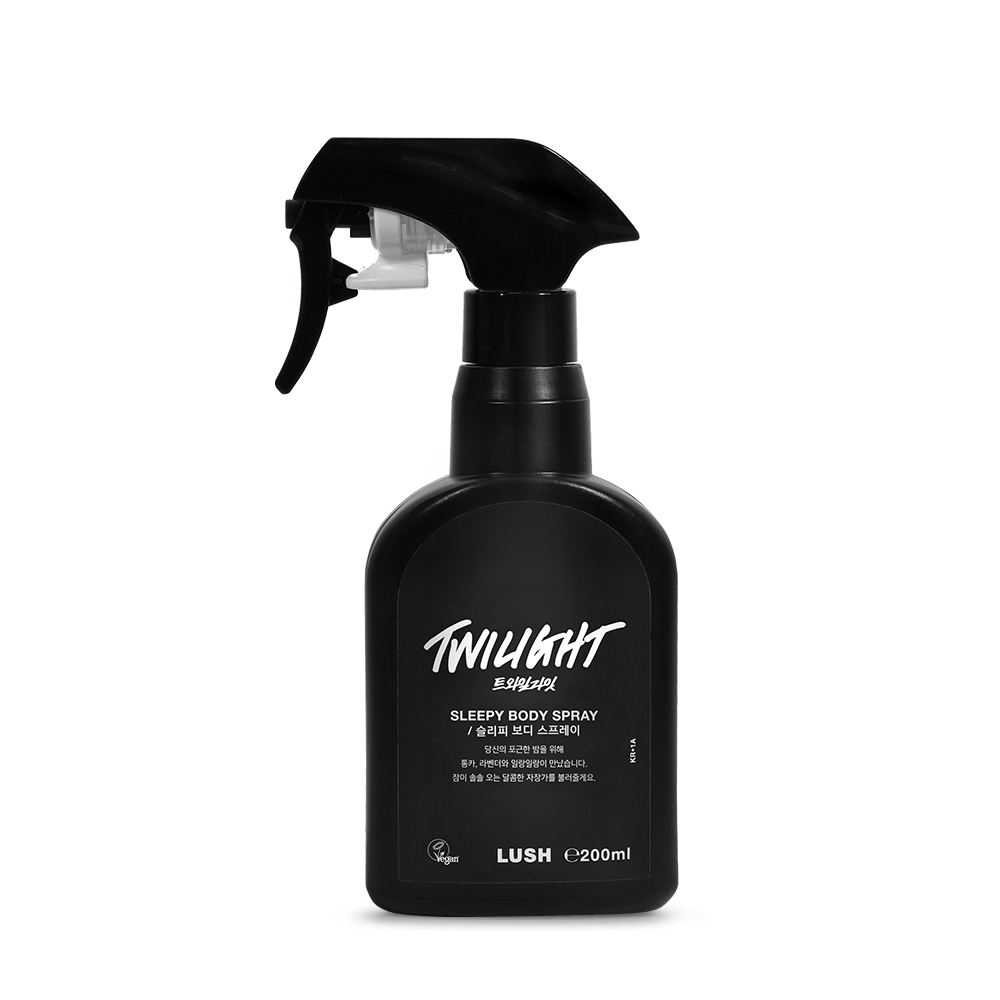 TWILIGHT
트와일라잇
SLEEPY BODY SPRAY
/ 슬리피 보디 스프레이
당신의 포근한 밤을 위해
통카, 라벤더와 일랑일랑이 만났습니다.
잠이 솔솔 오는 달콤한 자장가를 불러줄게요.
KR•1A
Vegan
LUSH ℮200ml